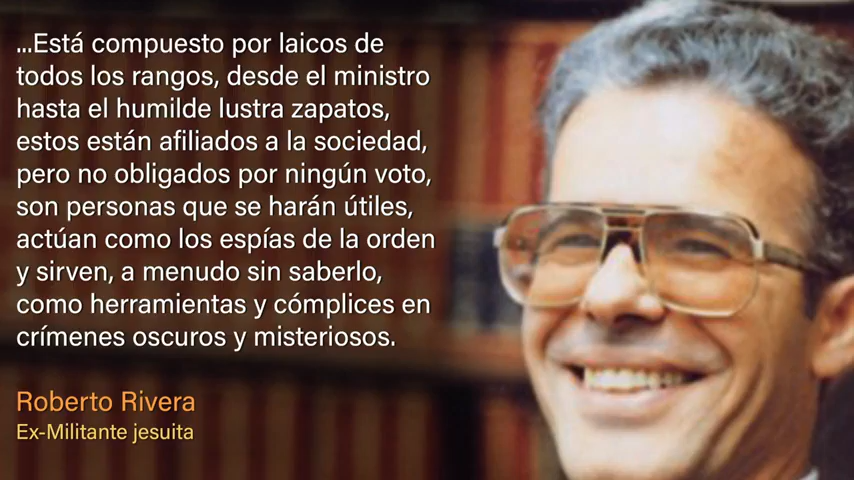 ...Está compuesto por laicos de
todos los rangos, desde el ministro
hasta el humilde lustra zapatos,
estos están afiliados a la sociedad,
pero no obligados por ningún voto,
son personas que se harán útiles,
actúan como los espías de la orden
y sirven, a menudo sin saberlo,
como herramientas y cómplices en
crímenes oscuros y misteriosos.
Roberto Rivera
Ex-Militante jesuita